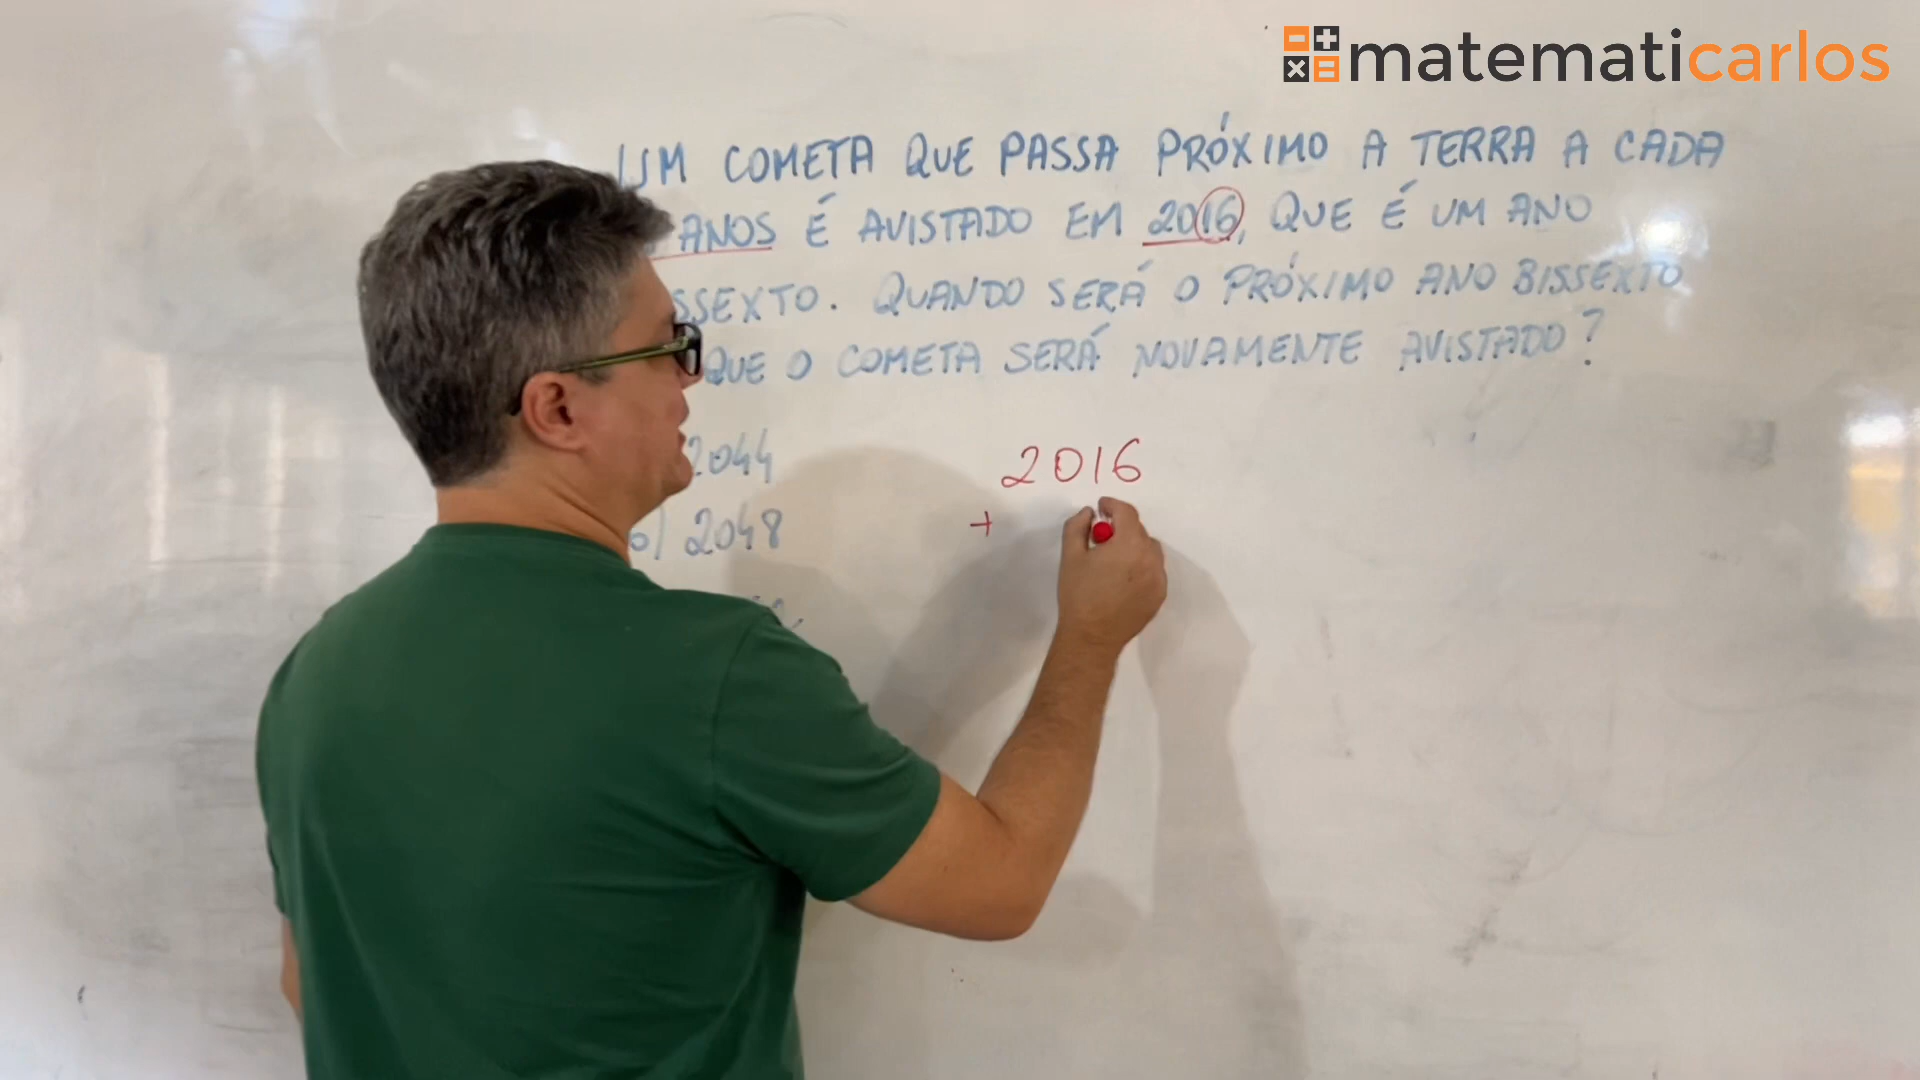 matematicarlos
UM COMETA QUE PASSA PRÓXIMO A TERRA A CADA
ANOS É AVISTADO EM 2016, QUE É UM ANO
SSEXTO. QUANDO SERÁ O PRÓXIMO ANO BISSEXTO
QUE O COMETA SERÁ NOVAMENTE AVISTADO?
2044
b) 2048
2016
+